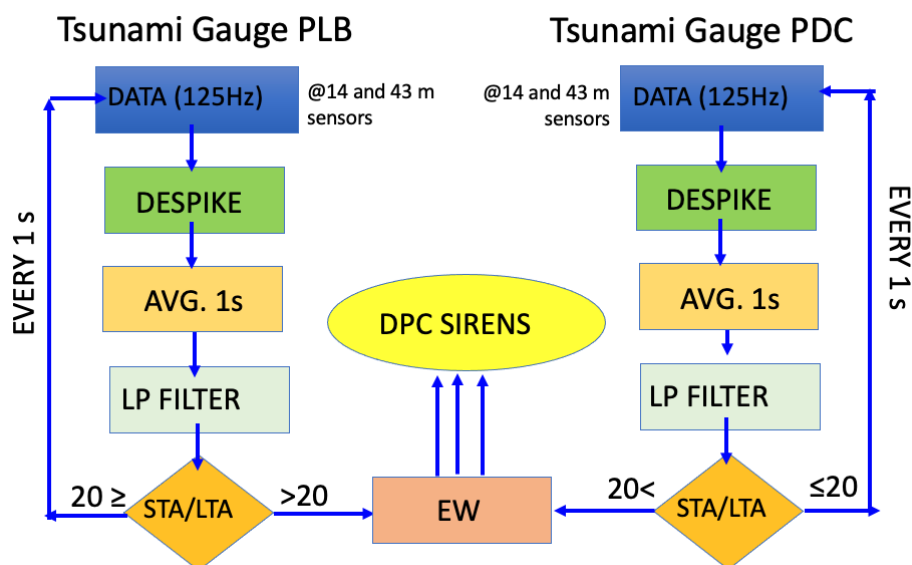 Tsunami Gauge PLB
Tsunami Gauge PDC
DATA (125Hz)
@14 and 43 m
sensors
@14 and 43 m
sensors
DATA (125Hz)
EVERY 1 s
DESPIKE
DESPIKE
EVERY 1 s
AVG. 1s
AVG. 1s
DPC SIRENS
LP FILTER
LP FILTER
20 ≥
STA/LTA
>20
EW
20<
STA/LTA
≤20